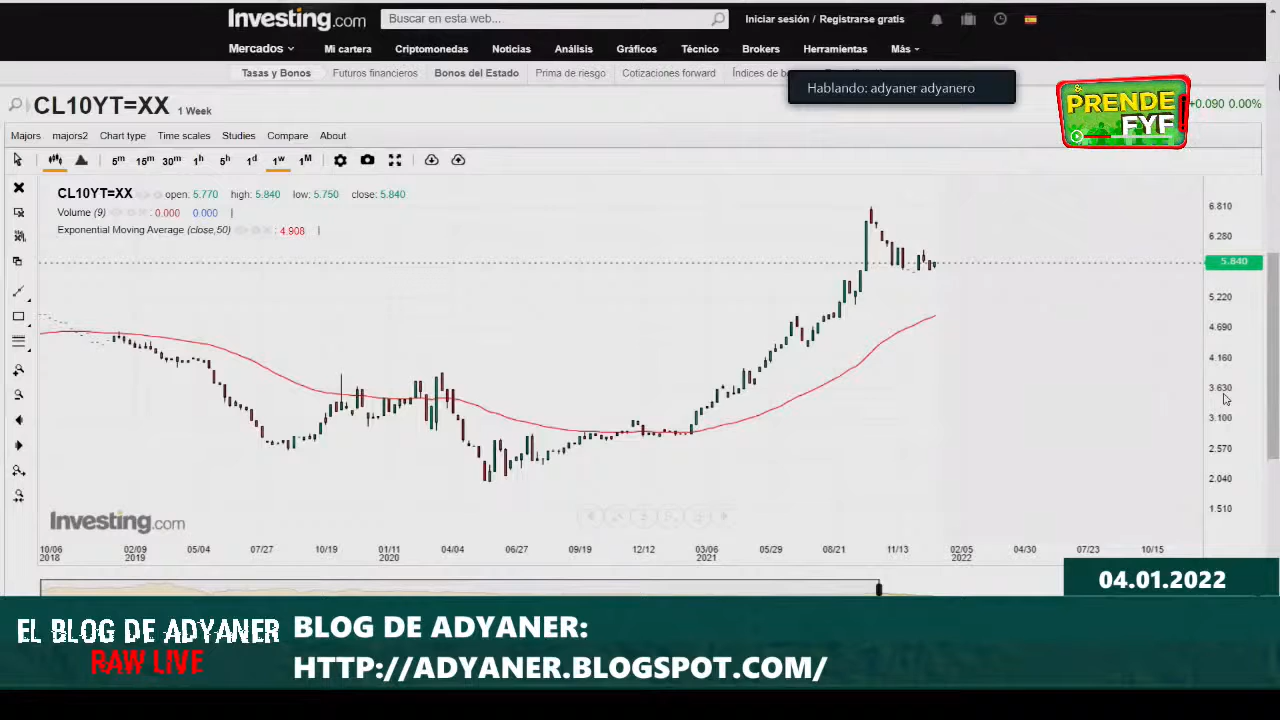 Investing.com Buscar en esta web... Iniciar sesión / Registrarse gratis
Mercados Mi cartera Criptomonedas Noticias Análisis Gráficos Técnico Brokers Herramientas Más
Tasas y Bonos Futuros financieros Bonos del Estado Prima de riesgo Cotizaciones forward Índices de
Hablando: adyaner adyanero
& PRENDE
FYF
+0.090 0.00%
CL10YT=XX 1 Week
Majors majors2 Chart type Time scales Studies Compare About
5m 15m 30m 1h 5h 1d 1w 1M
CL10YT=XX open: 5.770 high: 5.840 low: 5.750 close: 5.840
Volume (9) : 0.000 0.000
Exponential Moving Average (close,50) : 4.908
6.810
6.280
5.840
5.220
4.690
4.160
3.630
3.100
2.570
2.040
1.510
Investing.com
10/06 02/09 05/04 07/27 10/19 01/11 04/04 06/27 09/19 12/12 03/06 05/29 08/21 11/13 02/05 04/30 07/23 10/15
2018 2019 2020 2021 2022
04.01.2022
EL BLOG DE ADYANER
RAW LIVE
BLOG DE ADYANER:
HTTP://ADYANER.BLOGSPOT.COM/